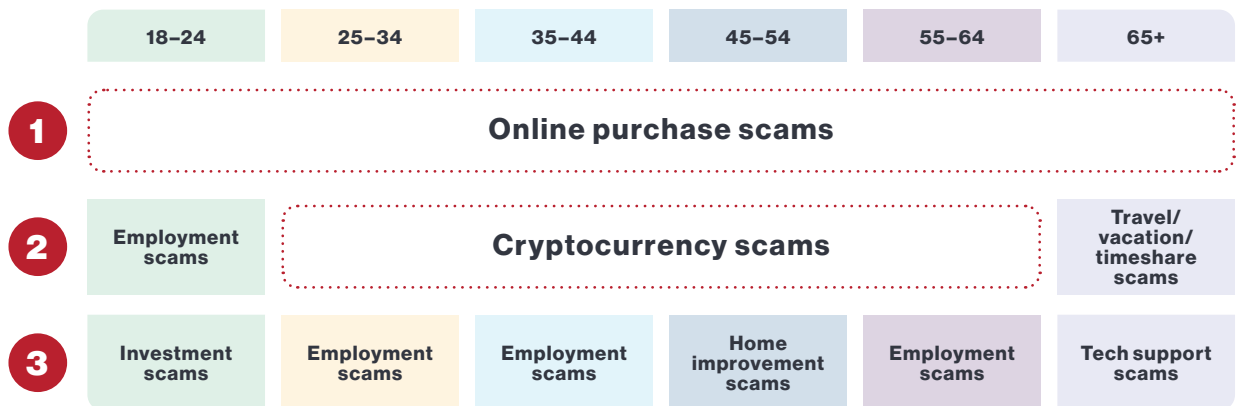 18–24 25–34 35–44 45–54 55–64 65+
1 Online purchase scams
2 Employment scams Cryptocurrency scams Travel/ vacation/ timeshare scams
3 Investment scams Employment scams Employment scams Home improvement scams Employment scams Tech support scams